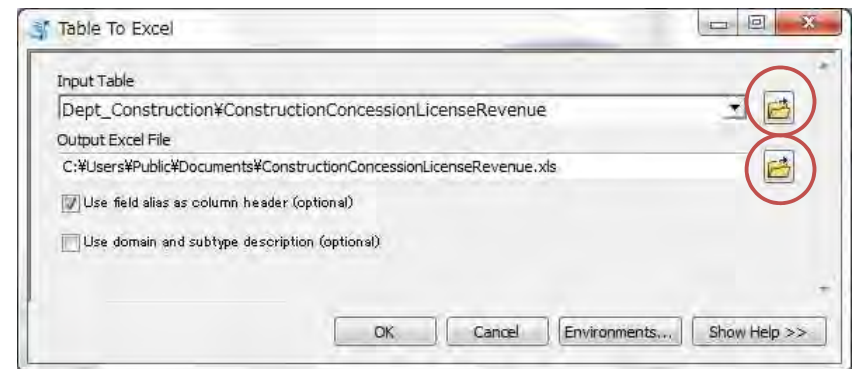 Table To Excel
Input Table
Dept_Construction¥ConstructionConcessionLicenseRevenue
Output Excel File
C:¥Users¥Public¥Documents¥ConstructionConcessionLicenseRevenue.xls
Use field alias as column header (optional)
Use domain and subtype description (optional)
OK Cancel Environments... Show Help >>